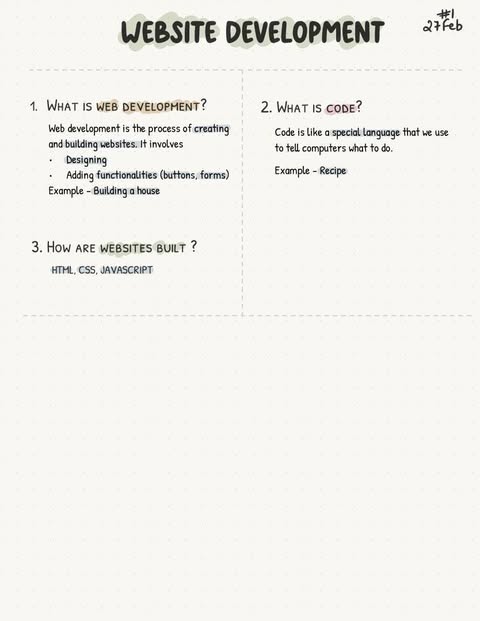 WEBSITE DEVELOPMENT
#1
27 Feb
1. WHAT IS WEB DEVELOPMENT?
Web development is the process of creating
and building websites. It involves
• Designing
• Adding functionalities (buttons, forms)
Example - Building a house
2. WHAT IS CODE?
Code is like a special language that we use
to tell computers what to do.
Example - Recipe
3. HOW ARE WEBSITES BUILT ?
HTML, CSS, JAVASCRIPT